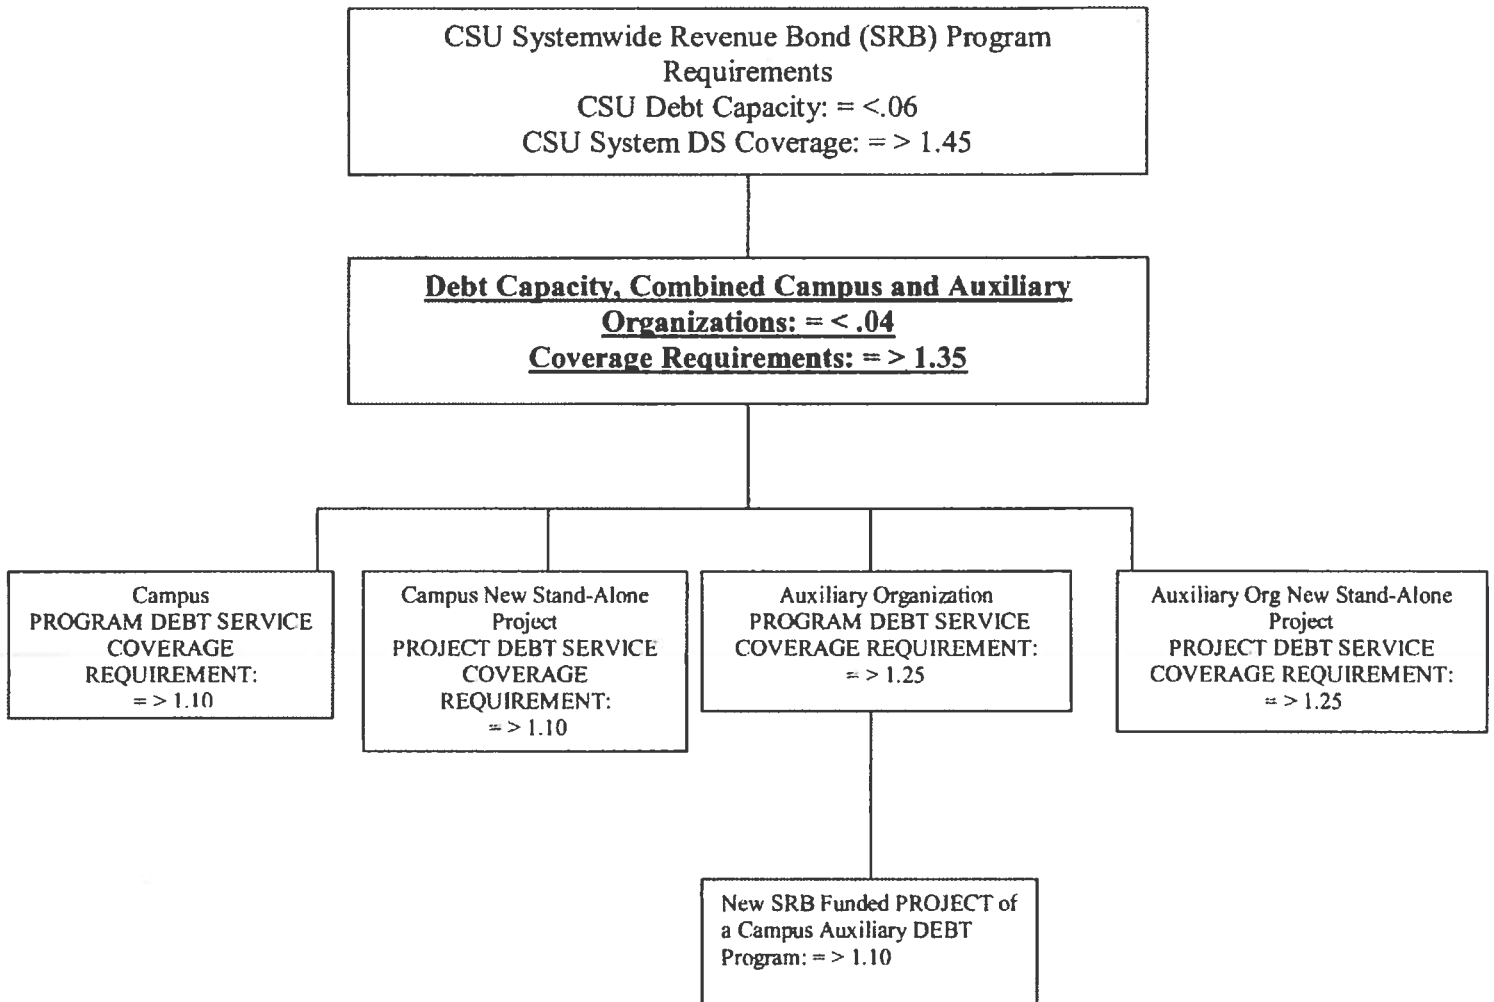 CSU Systemwide Revenue Bond (SRB) Program
Requirements
CSU Debt Capacity: = <.06
CSU System DS Coverage: = > 1.45
Debt Capacity, Combined Campus and Auxiliary
Organizations: = < .04
Coverage Requirements: = > 1.35
Campus
PROGRAM DEBT SERVICE
COVERAGE
REQUIREMENT:
= > 1.10
Campus New Stand-Alone
Project
PROJECT DEBT SERVICE
COVERAGE
REQUIREMENT:
= > 1.10
Auxiliary Organization
PROGRAM DEBT SERVICE
COVERAGE REQUIREMENT:
= > 1.25
Auxiliary Org New Stand-Alone
Project
PROJECT DEBT SERVICE
COVERAGE REQUIREMENT:
= > 1.25
New SRB Funded PROJECT of
a Campus Auxiliary DEBT
Program: = > 1.10